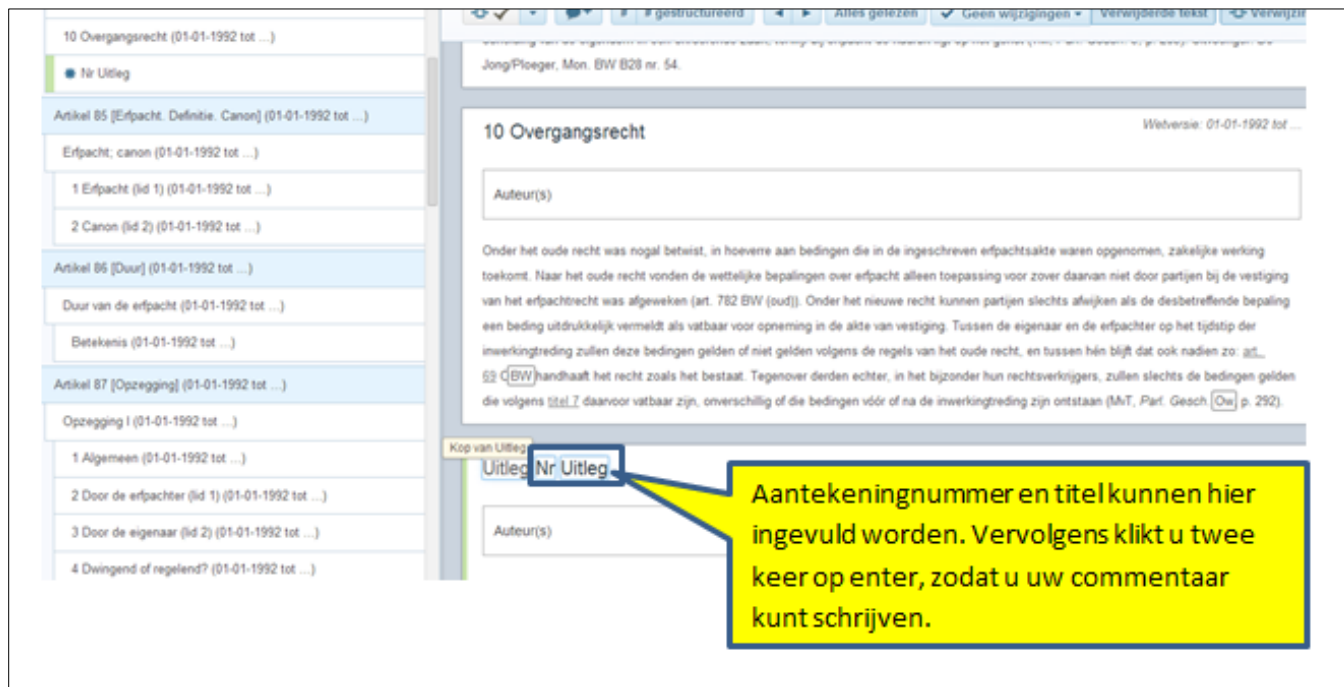 10 Overgangsrecht (01-01-1992 tot ...)
Nr Uitleg
Artikel 85 [Erfpacht. Definitie. Canon] (01-01-1992 tot ...)
Erfpacht; canon (01-01-1992 tot ...)
1 Erfpacht (lid 1) (01-01-1992 tot ...)
2 Canon (lid 2) (01-01-1992 tot ...)
Artikel 86 [Duur] (01-01-1992 tot ...)
Duur van de erfpacht (01-01-1992 tot ...)
Betekenis (01-01-1992 tot ...)
Artikel 87 [Opzegging] (01-01-1992 tot ...)
Opzegging I (01-01-1992 tot ...)
1 Algemeen (01-01-1992 tot ...)
2 Door de erfpachter (lid 1) (01-01-1992 tot ...)
3 Door de eigenaar (lid 2) (01-01-1992 tot ...)
4 Dwingend of regelend? (01-01-1992 tot ...)
# # gestructureerd Alles gelezen Geen wijzigingen Verwijderde tekst
Jong/Ploeger, Mon. BW B28 nr. 54.
10 Overgangsrecht
Wetversie: 01-01-1992 tot ...
Auteur(s)
Onder het oude recht was nogal betwist, in hoeverre aan bedingen die in de ingeschreven erfpachtsakte waren opgenomen, zakelijke werking
toekomt. Naar het oude recht vonden de wettelijke bepalingen over erfpacht alleen toepassing voor zover daarvan niet door partijen bij de vestiging
van het erfpachtrecht was afgeweken (art. 782 BW (oud)). Onder het nieuwe recht kunnen partijen slechts afwijken als de desbetreffende bepaling
een beding uitdrukkelijk vermeldt als vatbaar voor opneming in de akte van vestiging. Tussen de eigenaar en de erfpachter op het tijdstip der
inwerkingtreding zullen deze bedingen gelden of niet gelden volgens de regels van het oude recht, en tussen hén blijft dat ook nadien zo: art.
69 O BW handhaaft het recht zoals het bestaat. Tegenover derden echter, in het bijzonder hun rechtsverkrijgers, zullen slechts de bedingen gelden
die volgens titel 7 daarvoor vatbaar zijn, onverschillig of die bedingen vóór of na de inwerkingtreding zijn ontstaan (MvT, Parl. Gesch. Ow p. 292).
Kop van Uitleg
Uitleg Nr Uitleg
Auteur(s)
Aantekeningnummer en titel kunnen hier
ingevuld worden. Vervolgens klikt u twee
keer op enter, zodat u uw commentaar
kunt schrijven.